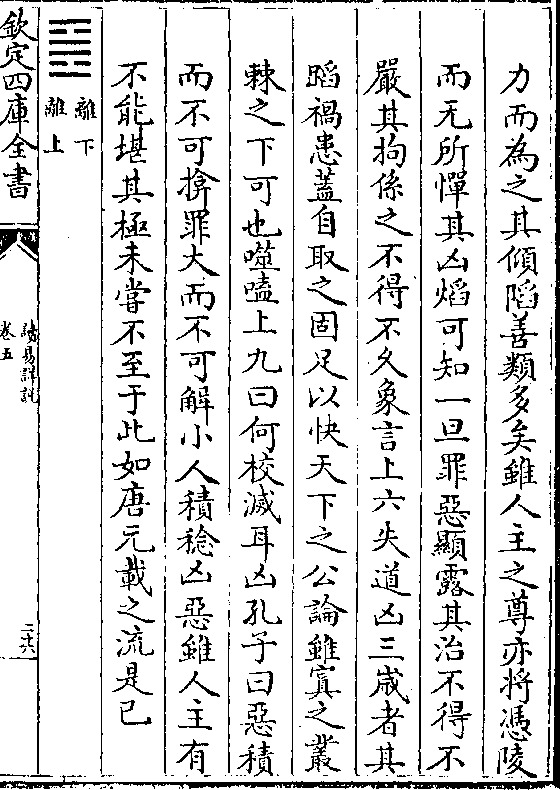 力而為之其傾䧟善類多矣雖人主之尊亦将憑陵
而无所憚其凶熖可知一旦罪惡顯露其治不得不
嚴其拘係之不得不夂象言上六失道凶三歳者其
䧟禍患蓋自取之固足以快天下之公論雖寘之叢
棘之下可也噬嗑上九曰何校滅耳凶孔子曰惡積
而不可揜罪大而不可解小人積稔凶惡雖人主有
不能堪其極未嘗不至于此如唐元載之流是已
離下
離上
欽定四庫全書
讀易詳說
卷五
二十六